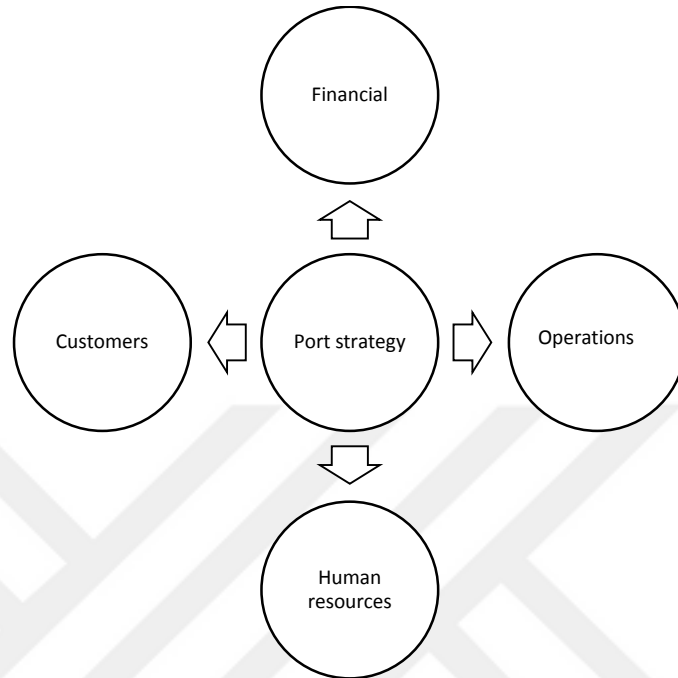 Financial
Customers
Port strategy
Operations
Human
resources